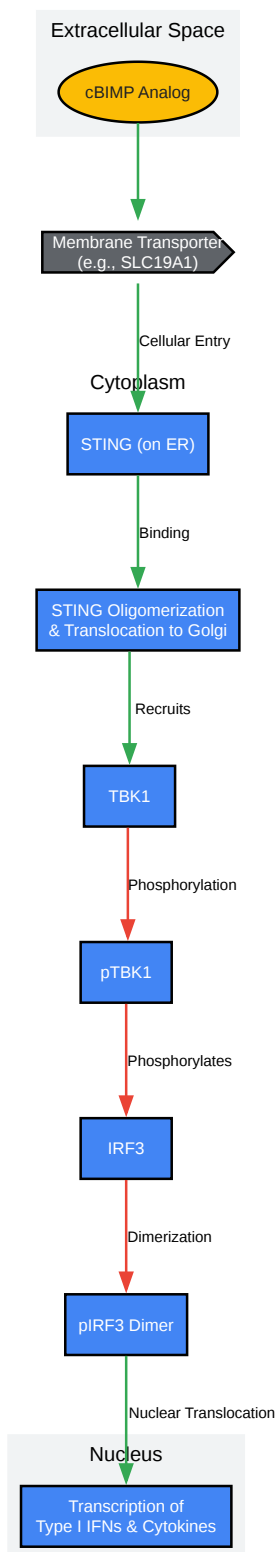 Extracellular Space
cBIMP Analog
Membrane Transporter
(e.g., SLC19A1)
Cellular Entry
Cytoplasm
STING (on ER)
Binding
STING Oligomerization
& Translocation to Golgi
Recruits
TBK1
Phosphorylation
pTBK1
Phosphorylates
IRF3
Dimerization
pIRF3 Dimer
Nuclear Translocation
Nucleus
Transcription of
Type I IFNs & Cytokines